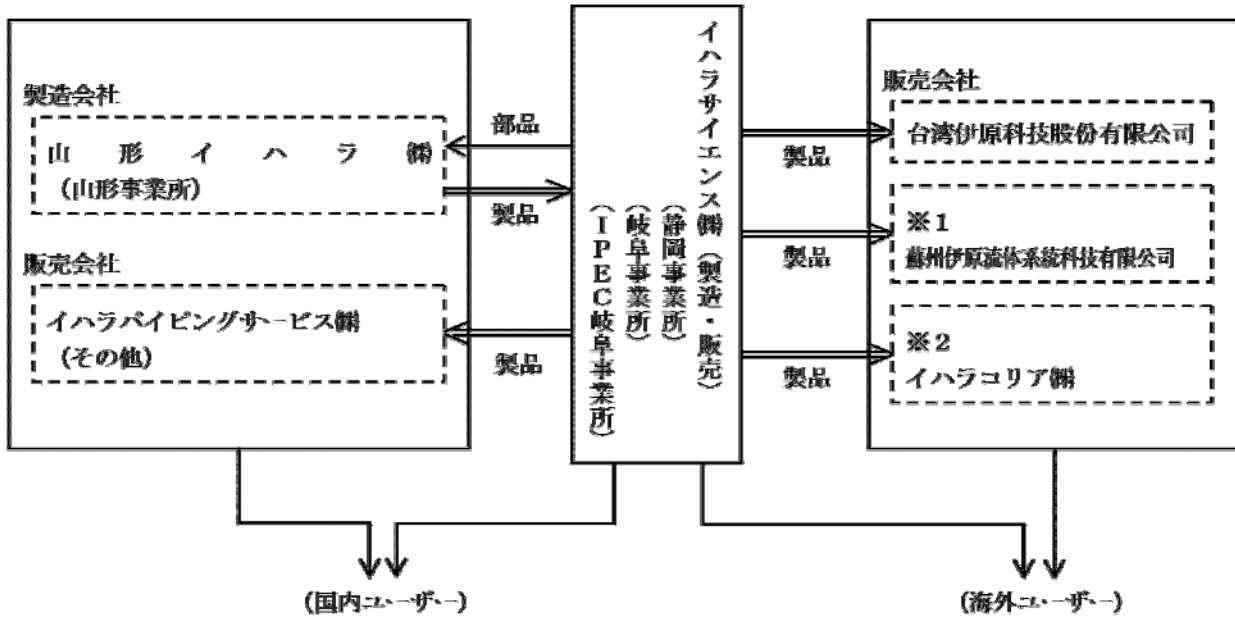 製造会社
山形イハラ㈱
(山形事業所)
販売会社
イハラパイピングサービス㈱
(その他)
部品
製品
製品
イハラサイエンス㈱(製造・販売)
(静岡事業所)
(岐阜事業所)
(IPEC岐阜事業所)
製品
製品
製品
販売会社
台湾伊原科技股份有限公司
※1
蘇州伊原流体系統科技有限公司
※2
イハラコリア㈱
(国内ユーザー)
(海外ユーザー)